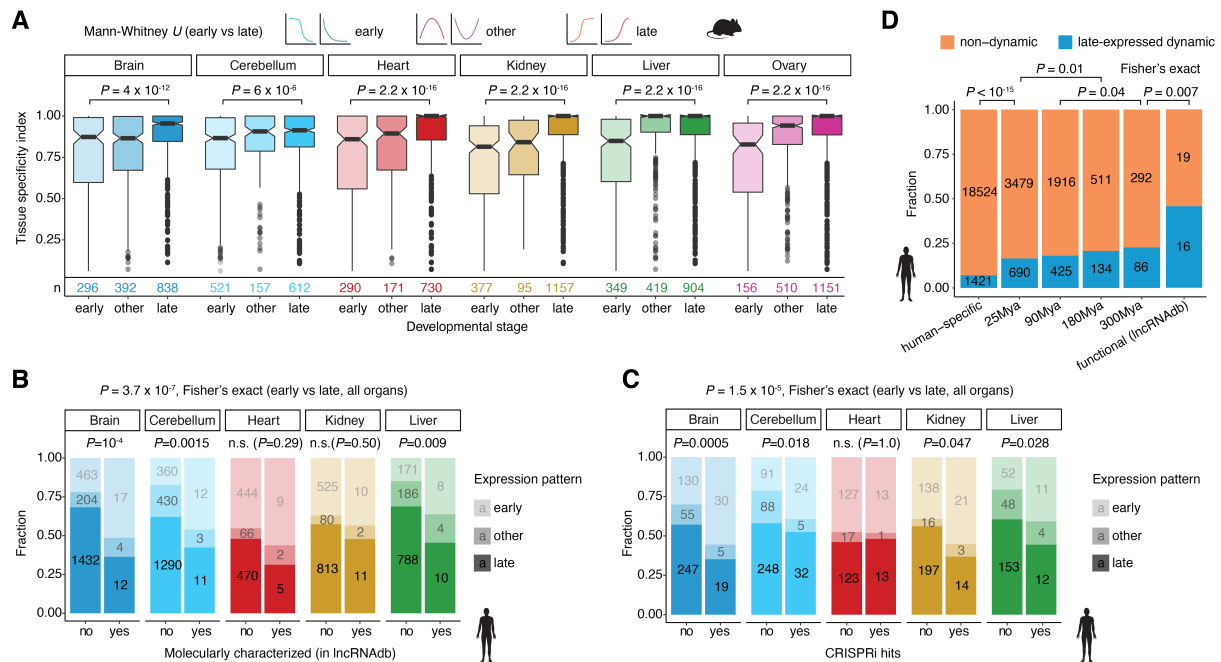 A
Mann-Whitney U (early vs late)
early
other
late
Brain
Cerebellum
Heart
Kidney
Liver
Ovary
P = 4 x 10-12
P = 6 x 10-6
P = 2.2 x 10-16
P = 2.2 x 10-16
P = 2.2 x 10-16
P = 2.2 x 10-16
Tissue specificity index
1.00
0.75
0.50
0.25
n
296 392 838
521 157 612
290 171 730
377 95 1157
349 419 904
156 510 1151
early other late
early other late
early other late
early other late
early other late
early other late
Developmental stage
D
non-dynamic
late-expressed dynamic
Fisher's exact
P = 0.01
P < 10-15
P = 0.04
P = 0.007
Fraction
1.00
0.75
0.50
0.25
0.00
18524 3479 1916 511 292 19
1421 690 425 134 86 16
human-specific
25Mya
90Mya
180Mya
300Mya
functional (lncRNAdb)
B
P = 3.7 x 10-7, Fisher's exact (early vs late, all organs)
Brain
Cerebellum
Heart
Kidney
Liver
P=10-4
P=0.0015
n.s. (P=0.29)
n.s.(P=0.50)
P=0.009
Fraction
1.00
0.75
0.50
0.25
0.00
463 17
204 4
1432 12
360 12
430 3
1290 11
444 9
66 2
470 5
525 10
80 2
813 11
171 8
186 4
788 10
no yes
no yes
no yes
no yes
no yes
Molecularly characterized (in lncRNAdb)
Expression pattern
a early
a other
a late
C
P = 1.5 x 10-5, Fisher's exact (early vs late, all organs)
Brain
Cerebellum
Heart
Kidney
Liver
P=0.0005
P=0.018
n.s. (P=1.0)
P=0.047
P=0.028
Fraction
1.00
0.75
0.50
0.25
0.00
130 30
55 5
247 19
91 24
88 5
248 32
127 13
17 1
123 13
138 21
16 3
197 14
52 11
48 4
153 12
no yes
no yes
no yes
no yes
no yes
CRISPRi hits
Expression pattern
a early
a other
a late